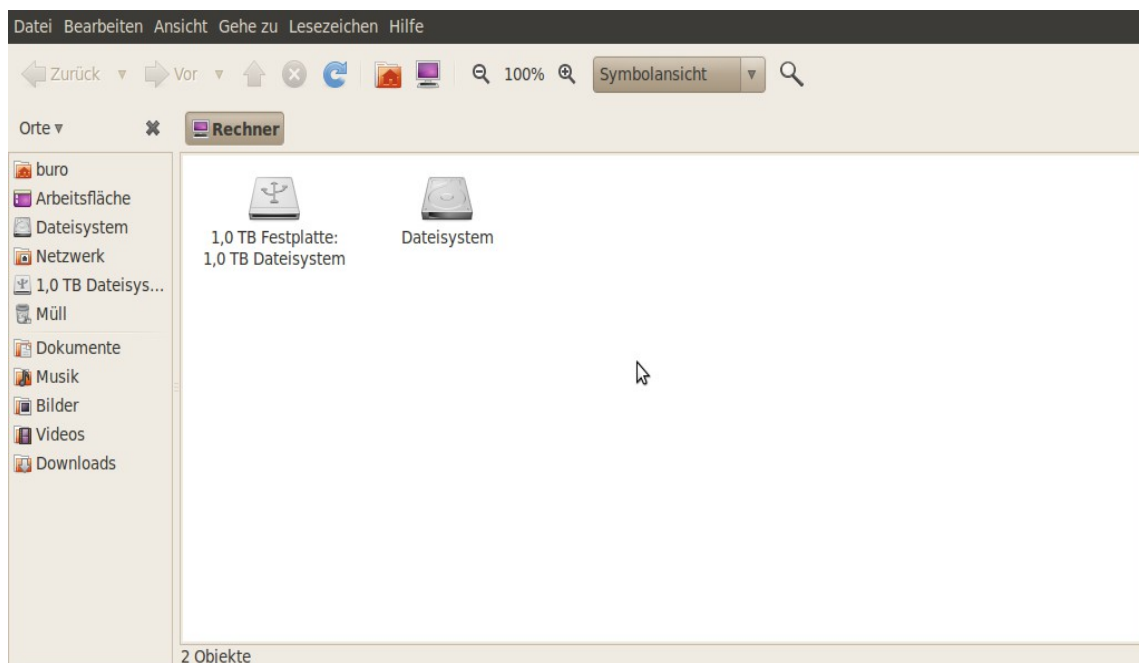 Datei Bearbeiten Ansicht Gehe zu Lesezeichen Hilfe
Zurück Vor 100% Symbolansicht
Orte Rechner
buro
Arbeitsfläche
Dateisystem
Netzwerk
1,0 TB Dateisys...
Müll
Dokumente
Musik
Bilder
Videos
Downloads
1,0 TB Festplatte:
1,0 TB Dateisystem
Dateisystem
2 Objekte